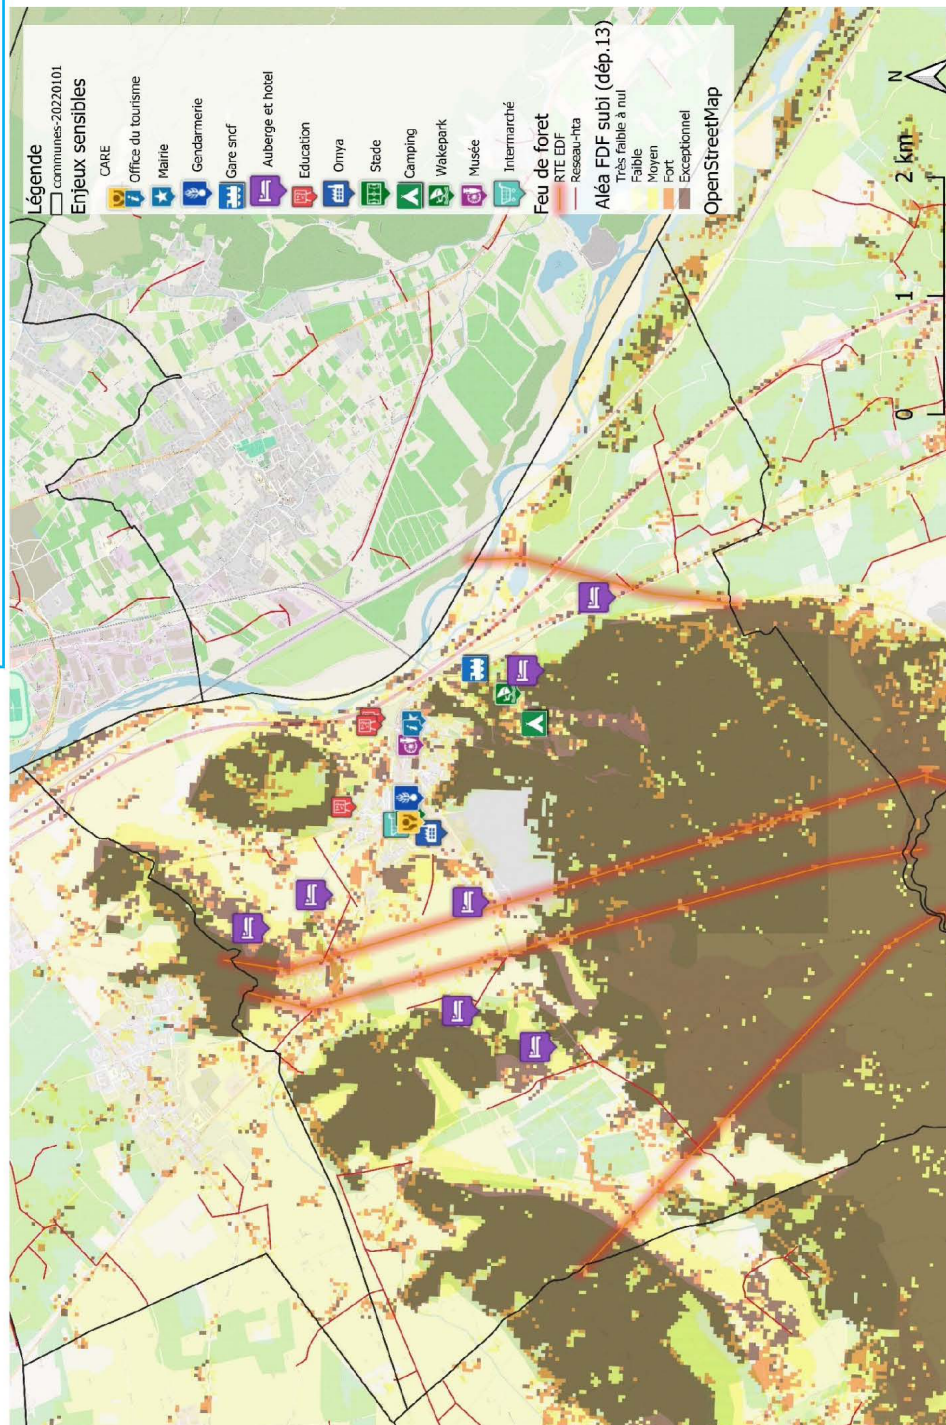 Légende
communes-20220101
Enjeux sensibles
CARE
Office du tourisme
Mairie
Gendarmerie
Gare sncf
Auberge et hotel
Education
Omya
Stade
Camping
Wakepark
Musée
Intermarché
Feu de foret
RTE EDF
Reseau-hta
Aléa FDF subi (dép.13)
Très faible à nul
Faible
Moyen
Fort
Exceptionnel
OpenStreetMap
N
0 1 2 km